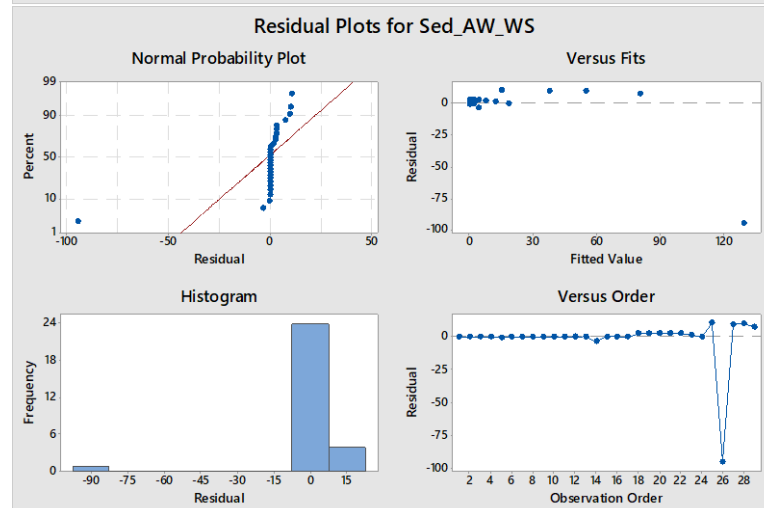 Residual Plots for Sed_AW_WS
Normal Probability Plot
99
90
50
10
1
Percent
-100 -50 0 50
Residual
Versus Fits
0
-25
-50
-75
-100
Residual
0 30 60 90 120
Fitted Value
Histogram
24
18
12
6
0
Frequency
-90 -75 -60 -45 -30 -15 0 15
Residual
Versus Order
0
-25
-50
-75
-100
Residual
2 4 6 8 10 12 14 16 18 20 22 24 26 28
Observation Order